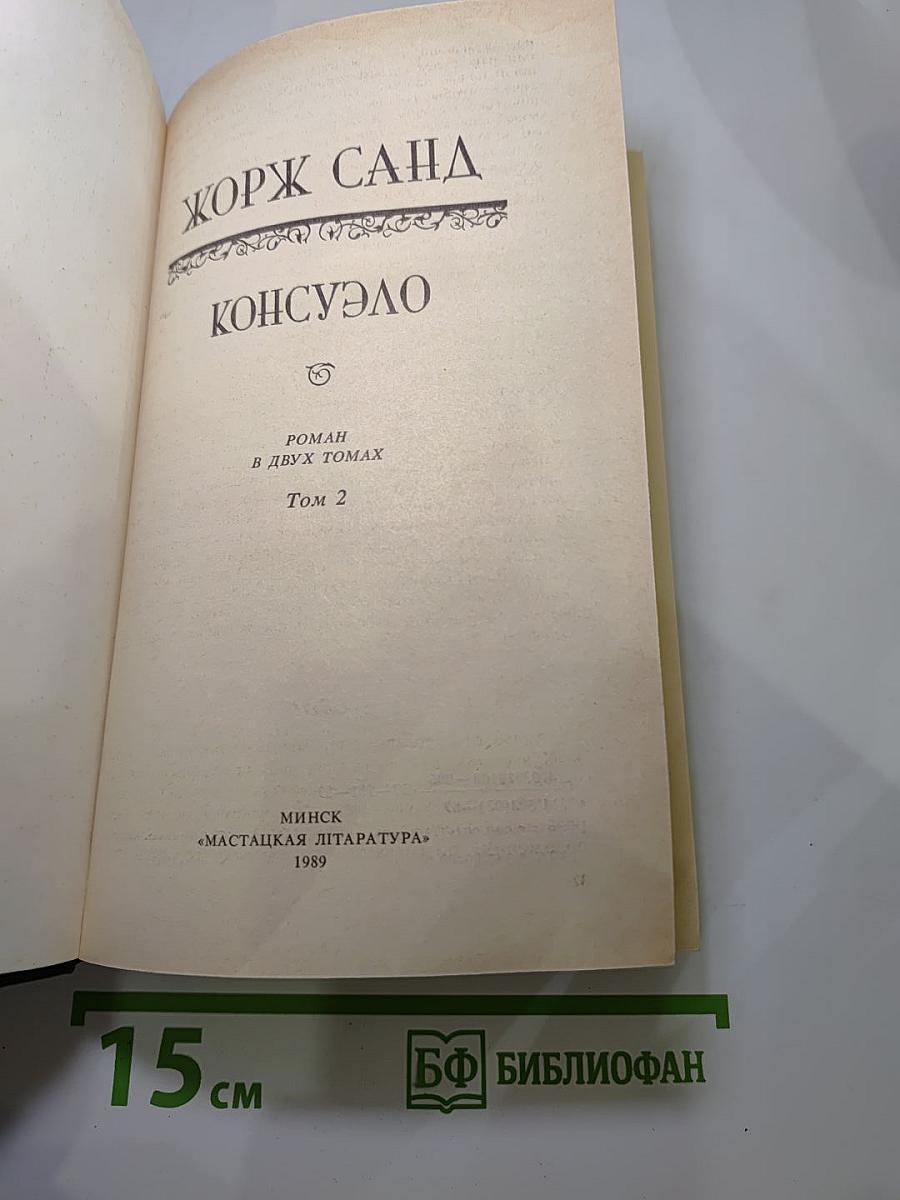 ЖОРЖ САНД
КОНСУЭЛО
РОМАН
В ДВУХ ТОМАХ
Том 2
МИНСК
«МАСТАЦКАЯ ЛІТАРАТУРА»
1989
15 см
БФ БИБЛИОФАН